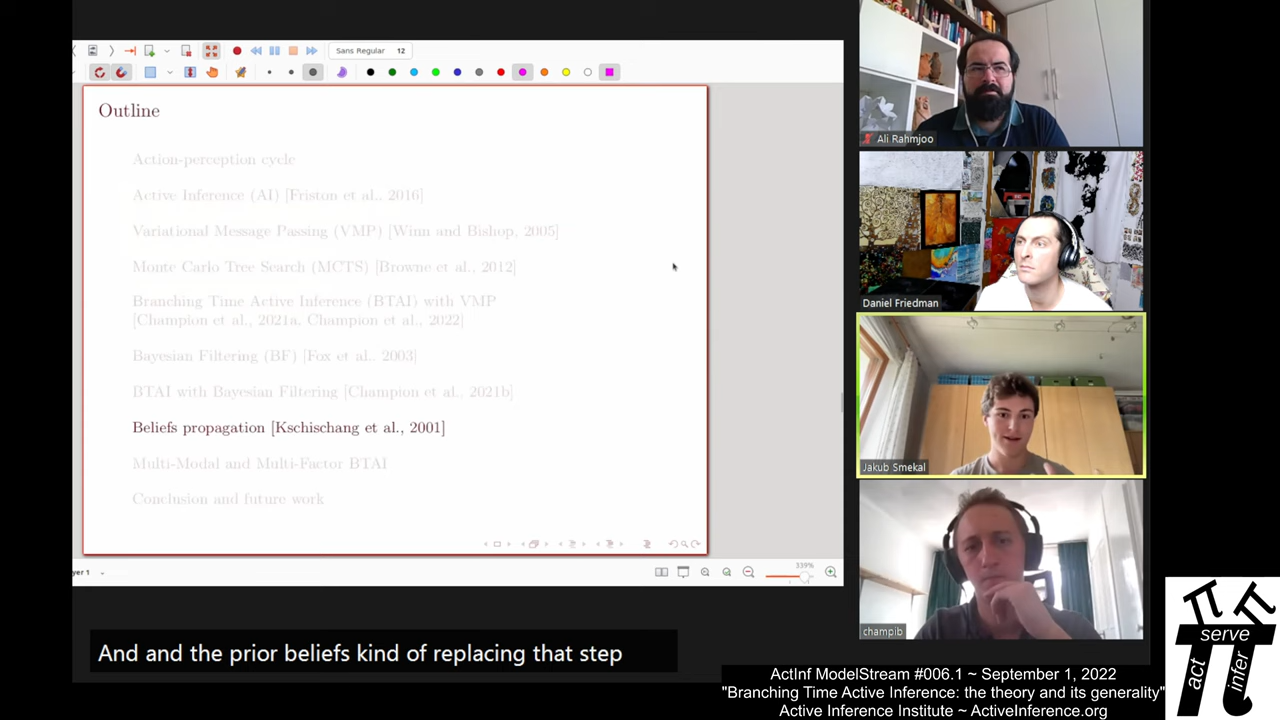 Sans Regular 12
Outline
Action-perception cycle
Active Inference (AI) [Friston et al., 2016]
Variational Message Passing (VMP) [Winn and Bishop, 2005]
Monte Carlo Tree Search (MCTS) [Browne et al., 2012]
Branching Time Active Inference (BTAI) with VMP
[Champion et al., 2021a, Champion et al., 2022]
Bayesian Filtering (BF) [Fox et al., 2003]
BTAI with Bayesian Filtering [Champion et al., 2021b]
Beliefs propagation [Kschischang et al., 2001]
Multi-Modal and Multi-Factor BTAI
Conclusion and future work
yer 1
339%
And and the prior beliefs kind of replacing that step
Ali Rahmjoo
Daniel Friedman
Jakub Smekal
champib
ActInf ModelStream #006.1 ~ September 1, 2022
"Branching Time Active Inference: the theory and its generality"
Active Inference Institute ~ ActiveInference.org
π π
serve
act
infer